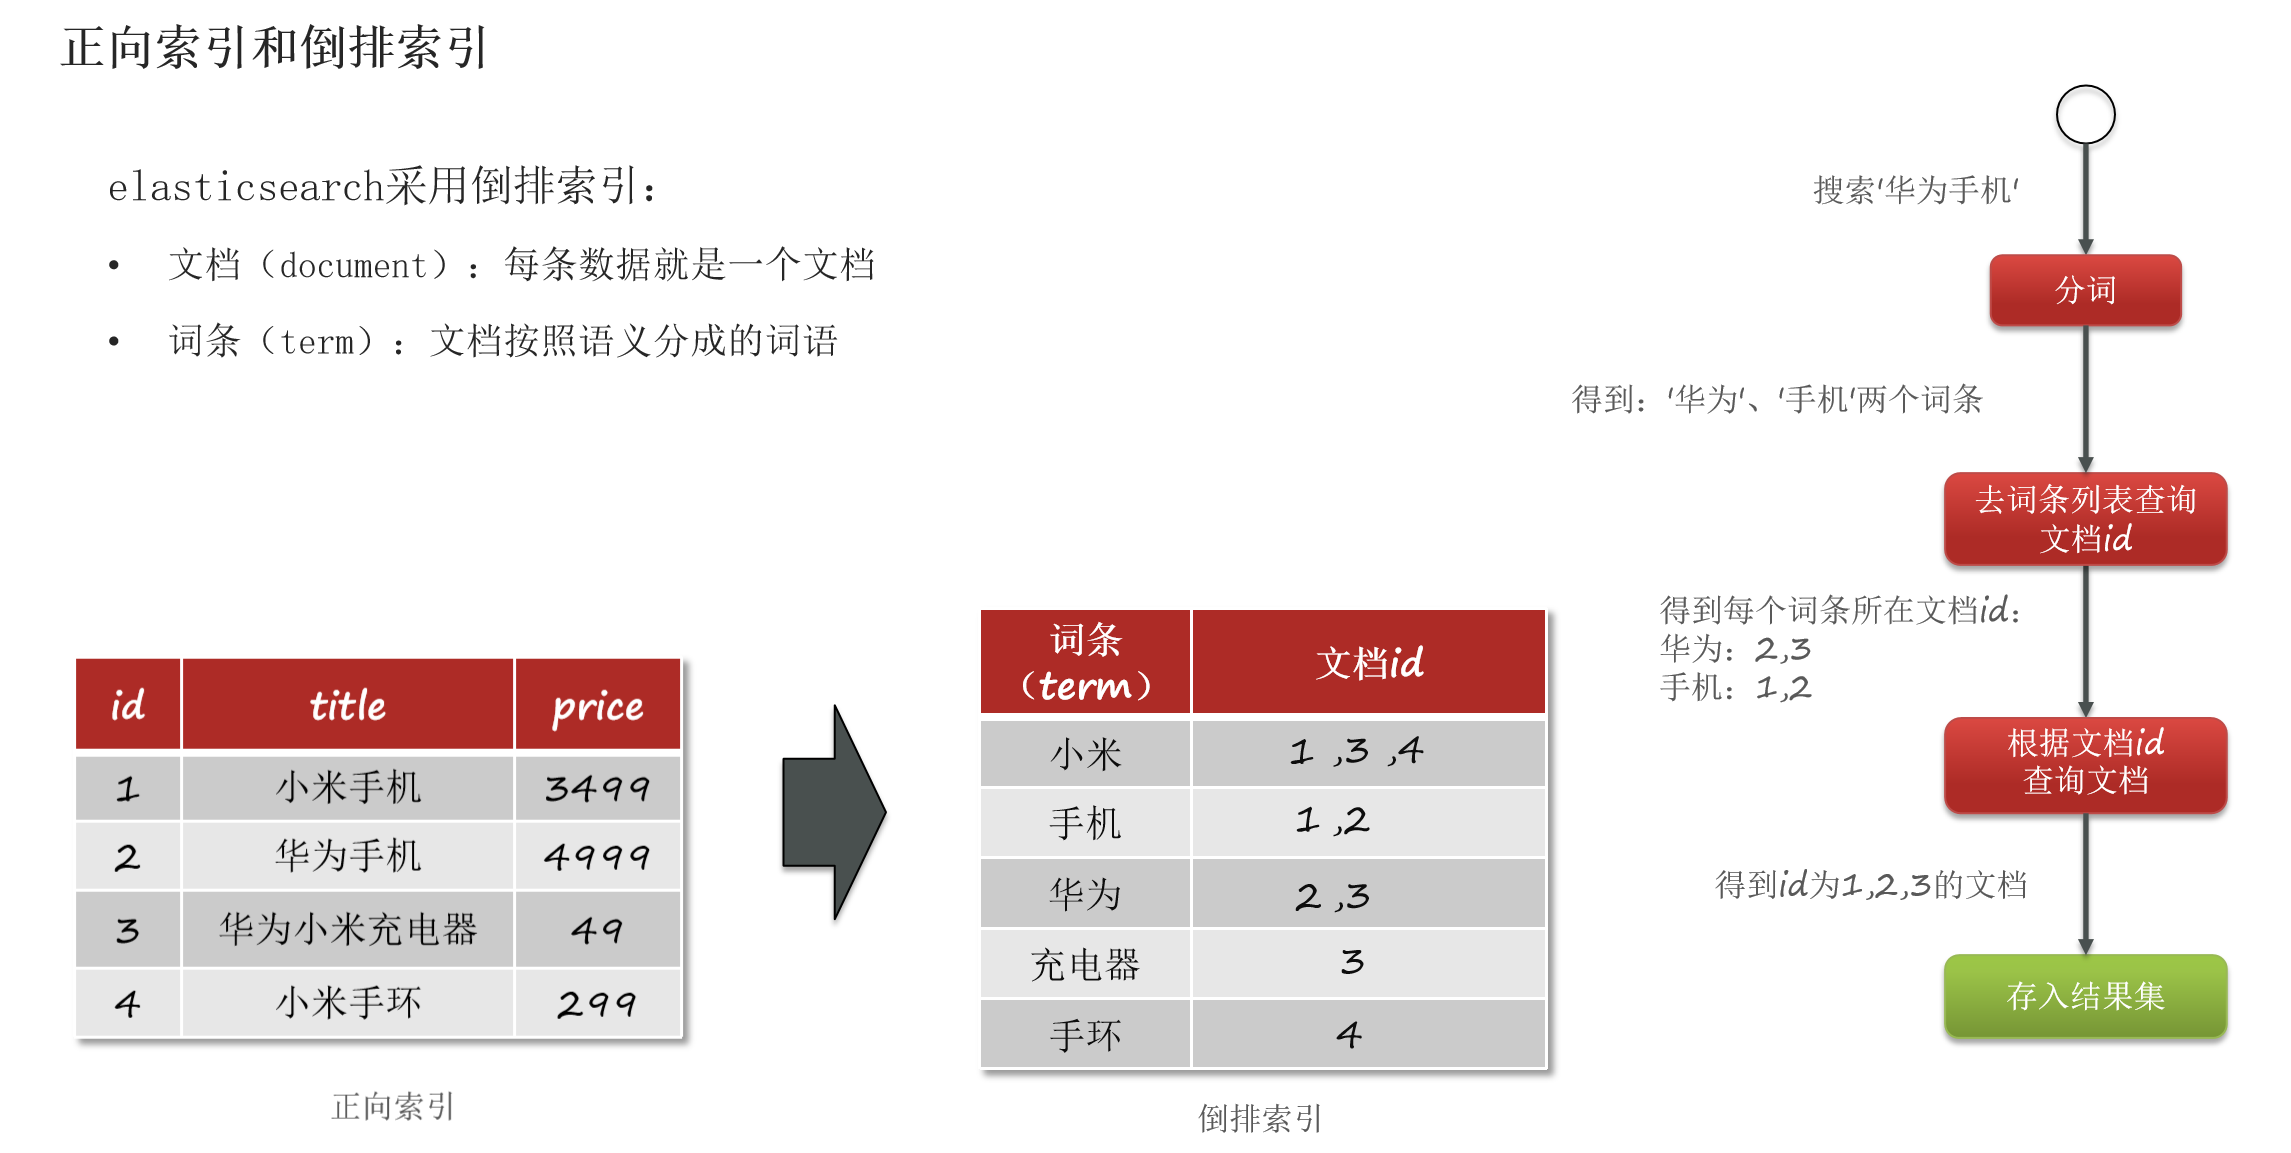 正向索引和倒排索引
elasticsearch采用倒排索引：
• 文档（document）：每条数据就是一个文档
• 词条（term）：文档按照语义分成的词语
id title price
1 小米手机 3499
2 华为手机 4999
3 华为小米充电器 49
4 小米手环 299
正向索引
词条
（term） 文档id
小米 1 ,3 ,4
手机 1 ,2
华为 2 ,3
充电器 3
手环 4
倒排索引
搜索'华为手机'
分词
得到：'华为'、'手机'两个词条
去词条列表查询
文档id
得到每个词条所在文档id：
华为：2,3
手机：1,2
根据文档id
查询文档
得到id为1,2,3的文档
存入结果集